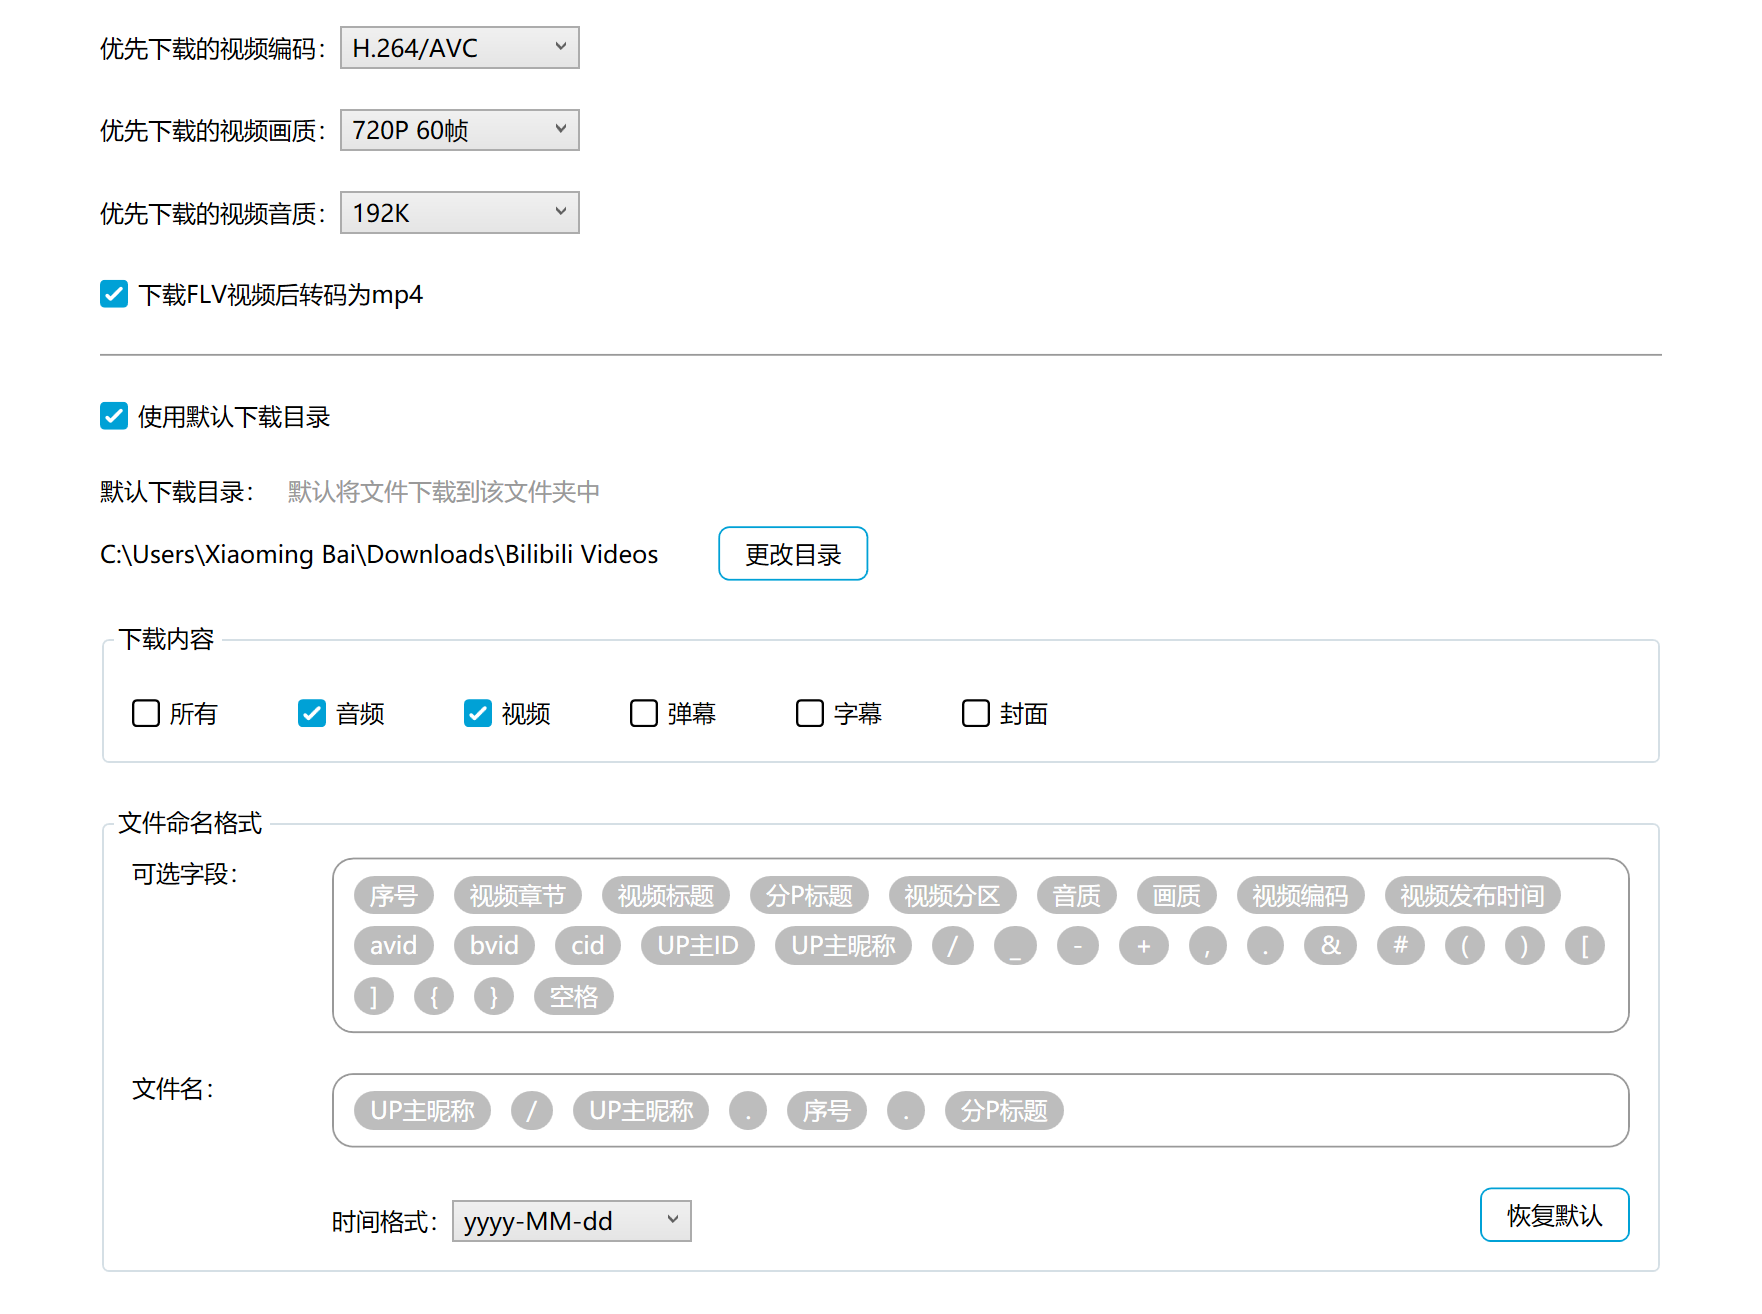 优先下载的视频编码： H.264/AVC
优先下载的视频画质： 720P 60帧
优先下载的视频音质： 192K
下载FLV视频后转码为mp4
使用默认下载目录
默认下载目录： 默认将文件下载到该文件夹中
C:\Users\Xiaoming Bai\Downloads\Bilibili Videos 更改目录
下载内容
所有 音频 视频 弹幕 字幕 封面
文件命名格式
可选字段： 序号 视频章节 视频标题 分P标题 视频分区 音质 画质 视频编码 视频发布时间
avid bvid cid UP主ID UP主昵称 / _ - + , . & # ( ) [
] { } 空格
文件名： UP主昵称 / UP主昵称 . 序号 . 分P标题
时间格式： yyyy-MM-dd 恢复默认